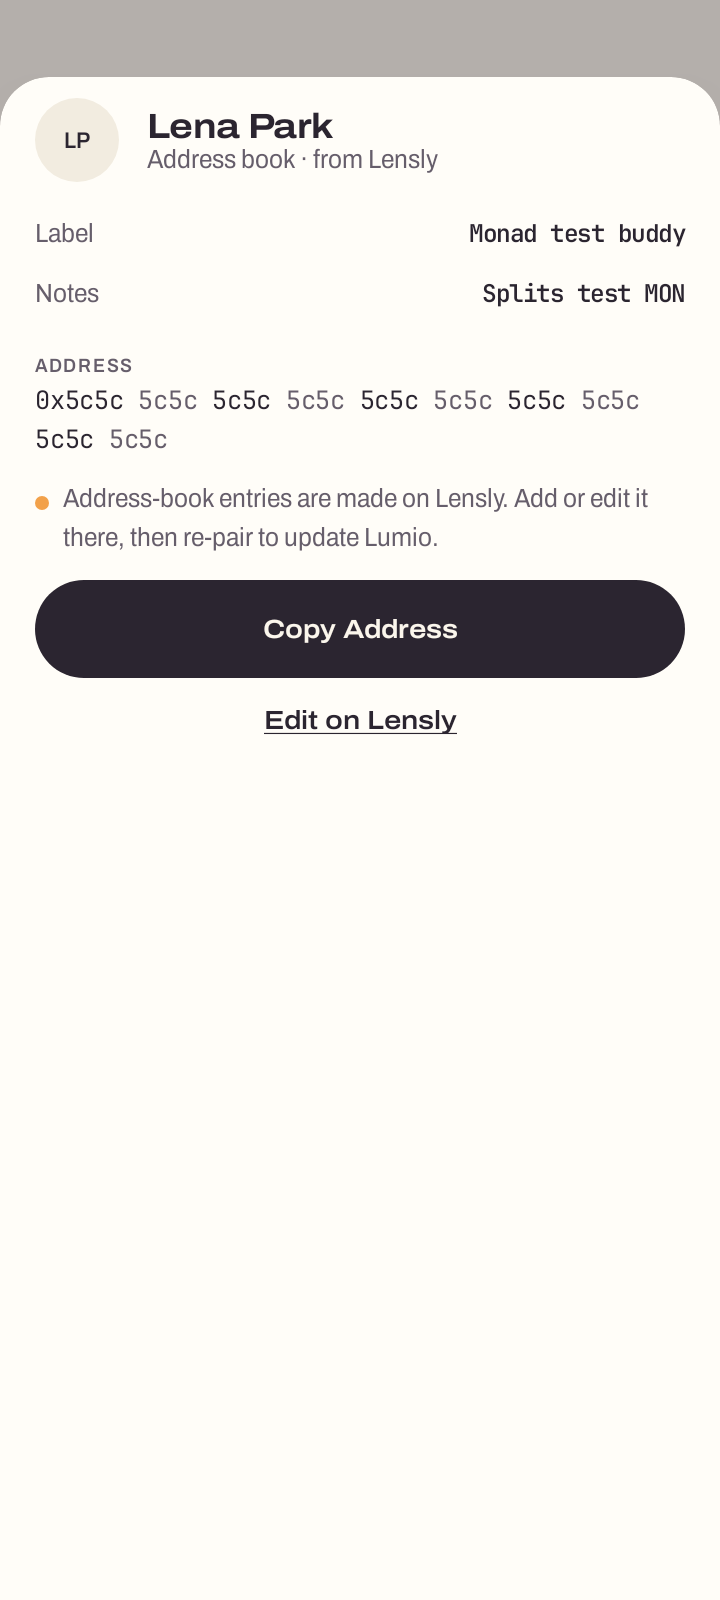 LP
Lena Park
Address book · from Lensly
Label Monad test buddy
Notes Splits test MON
ADDRESS
0x5c5c 5c5c 5c5c 5c5c 5c5c 5c5c 5c5c 5c5c
5c5c 5c5c
Address-book entries are made on Lensly. Add or edit it
there, then re-pair to update Lumio.
Copy Address
Edit on Lensly